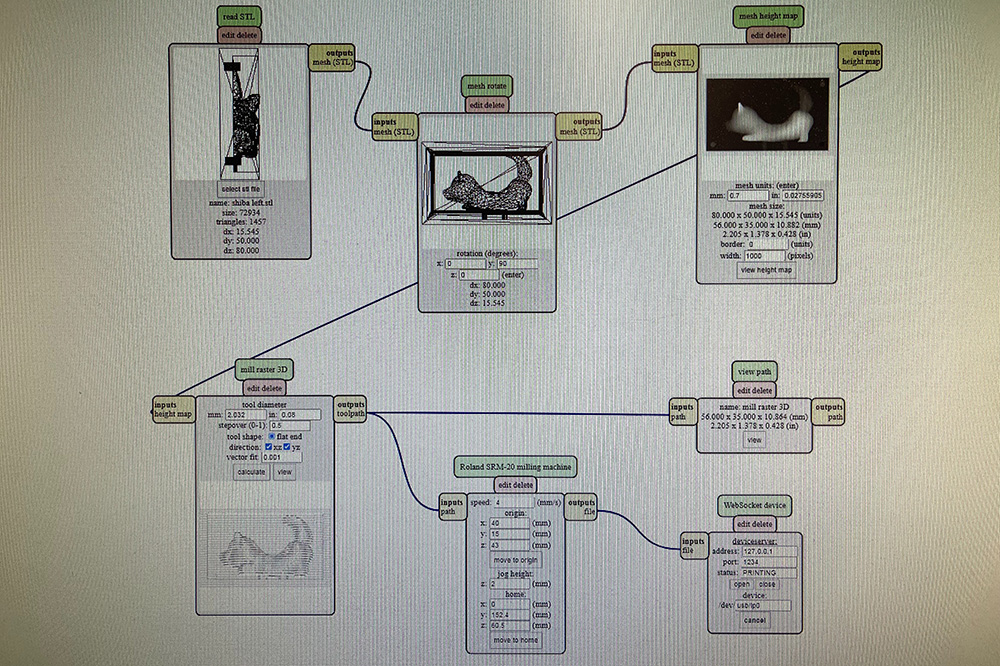 read STL
edit delete
outputs
mesh (STL)
select stl file
name: shiba left.stl
size: 72934
triangles: 1457
dx: 15.545
dy: 50.000
dz: 80.000
mesh rotate
edit delete
inputs
mesh (STL)
outputs
mesh (STL)
rotation (degrees):
x: 0 y: 90
z: 0 (enter)
dx: 80.000
dy: 50.000
dz: 15.545
mesh height map
edit delete
inputs
mesh (STL)
outputs
height map
mesh units: (enter)
mm: 0.7 in: 0.02755905
mesh size:
80.000 x 50.000 x 15.545 (units)
56.000 x 35.000 x 10.882 (mm)
2.205 x 1.378 x 0.428 (in)
border: 0 (units)
width: 1000 (pixels)
view height map
mill raster 3D
edit delete
inputs
height map
outputs
toolpath
tool diameter
mm: 2.032 in: 0.08
stepover (0-1): 0.5
tool shape: flat end
direction: xz yz
vector fit: 0.001
calculate view
view path
edit delete
inputs
path
outputs
path
name: mill raster 3D
56.000 x 35.000 x 10.864 (mm)
2.205 x 1.378 x 0.428 (in)
view
Roland SRM-20 milling machine
edit delete
inputs
path
outputs
file
speed: 4 (mm/s)
origin:
x: 40 (mm)
y: 15 (mm)
z: 43 (mm)
move to origin
jog height:
z: 2 (mm)
home:
x: 0 (mm)
y: 152.4 (mm)
z: 60.5 (mm)
move to home
WebSocket device
edit delete
inputs
file
deviceserver:
address: 127.0.0.1
port: 1234
status: PRINTING
open close
device:
/dev/ usb/lp0
cancel